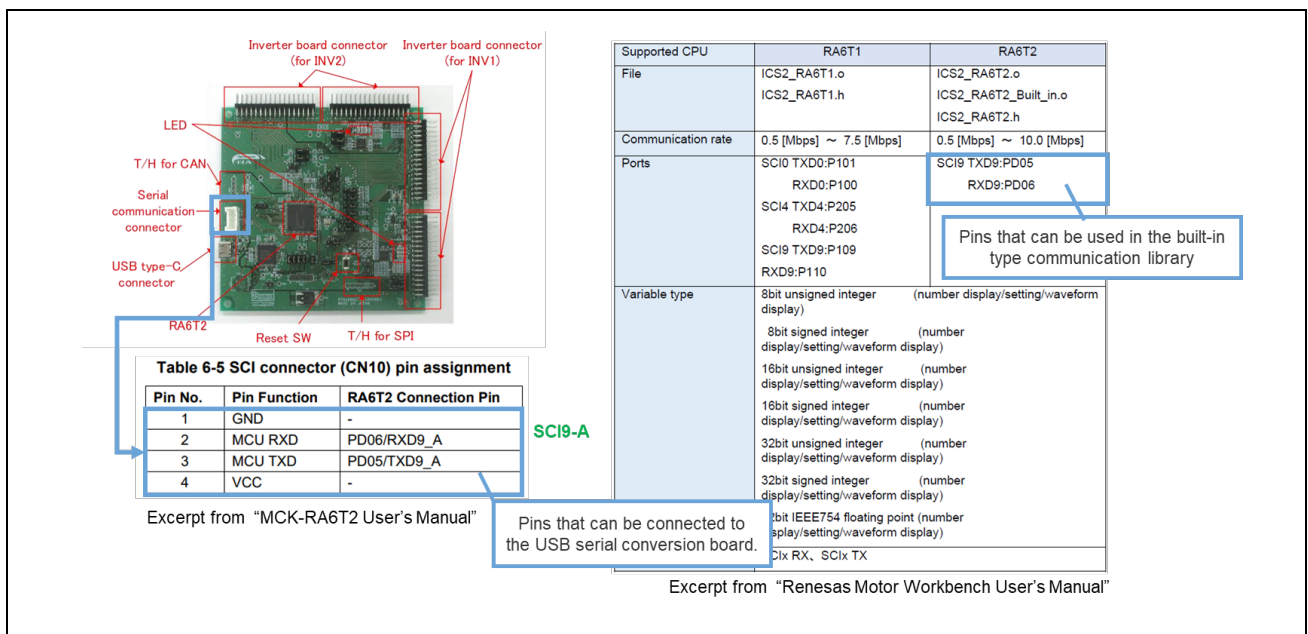 Inverter board connector
(for INV2)
Inverter board connector
(for INV1)
LED
T/H for CAN
Serial
communication
connector
USB type-C
connector
RA6T2
Reset SW
T/H for SPI
Table 6-5 SCI connector (CN10) pin assignment
Pin No. Pin Function RA6T2 Connection Pin
1 GND -
2 MCU RXD PD06/RXD9_A
3 MCU TXD PD05/TXD9_A
4 VCC -
SCI9-A
Excerpt from “MCK-RA6T2 User’s Manual”
Pins that can be connected to
the USB serial conversion board.
Supported CPU RA6T1 RA6T2
File ICS2_RA6T1.o ICS2_RA6T2.o
ICS2_RA6T1.h ICS2_RA6T2_Built_in.o
ICS2_RA6T2.h
Communication rate 0.5 [Mbps] ~ 7.5 [Mbps] 0.5 [Mbps] ~ 10.0 [Mbps]
Ports SCI0 TXD0:P101 SCI9 TXD9:PD05
RXD0:P100 RXD9:PD06
SCI4 TXD4:P205
RXD4:P206
SCI9 TXD9:P109
RXD9:P110
Pins that can be used in the built-in
type communication library
Variable type 8bit unsigned integer (number display/setting/waveform
display)
8bit signed integer (number
display/setting/waveform display)
16bit unsigned integer (number
display/setting/waveform display)
16bit signed integer (number
display/setting/waveform display)
32bit unsigned integer (number
display/setting/waveform display)
32bit signed integer (number
display/setting/waveform display)
2bit IEEE754 floating point (number
splay/setting/waveform display)
CIx RX、SCIx TX
Excerpt from “Renesas Motor Workbench User’s Manual”